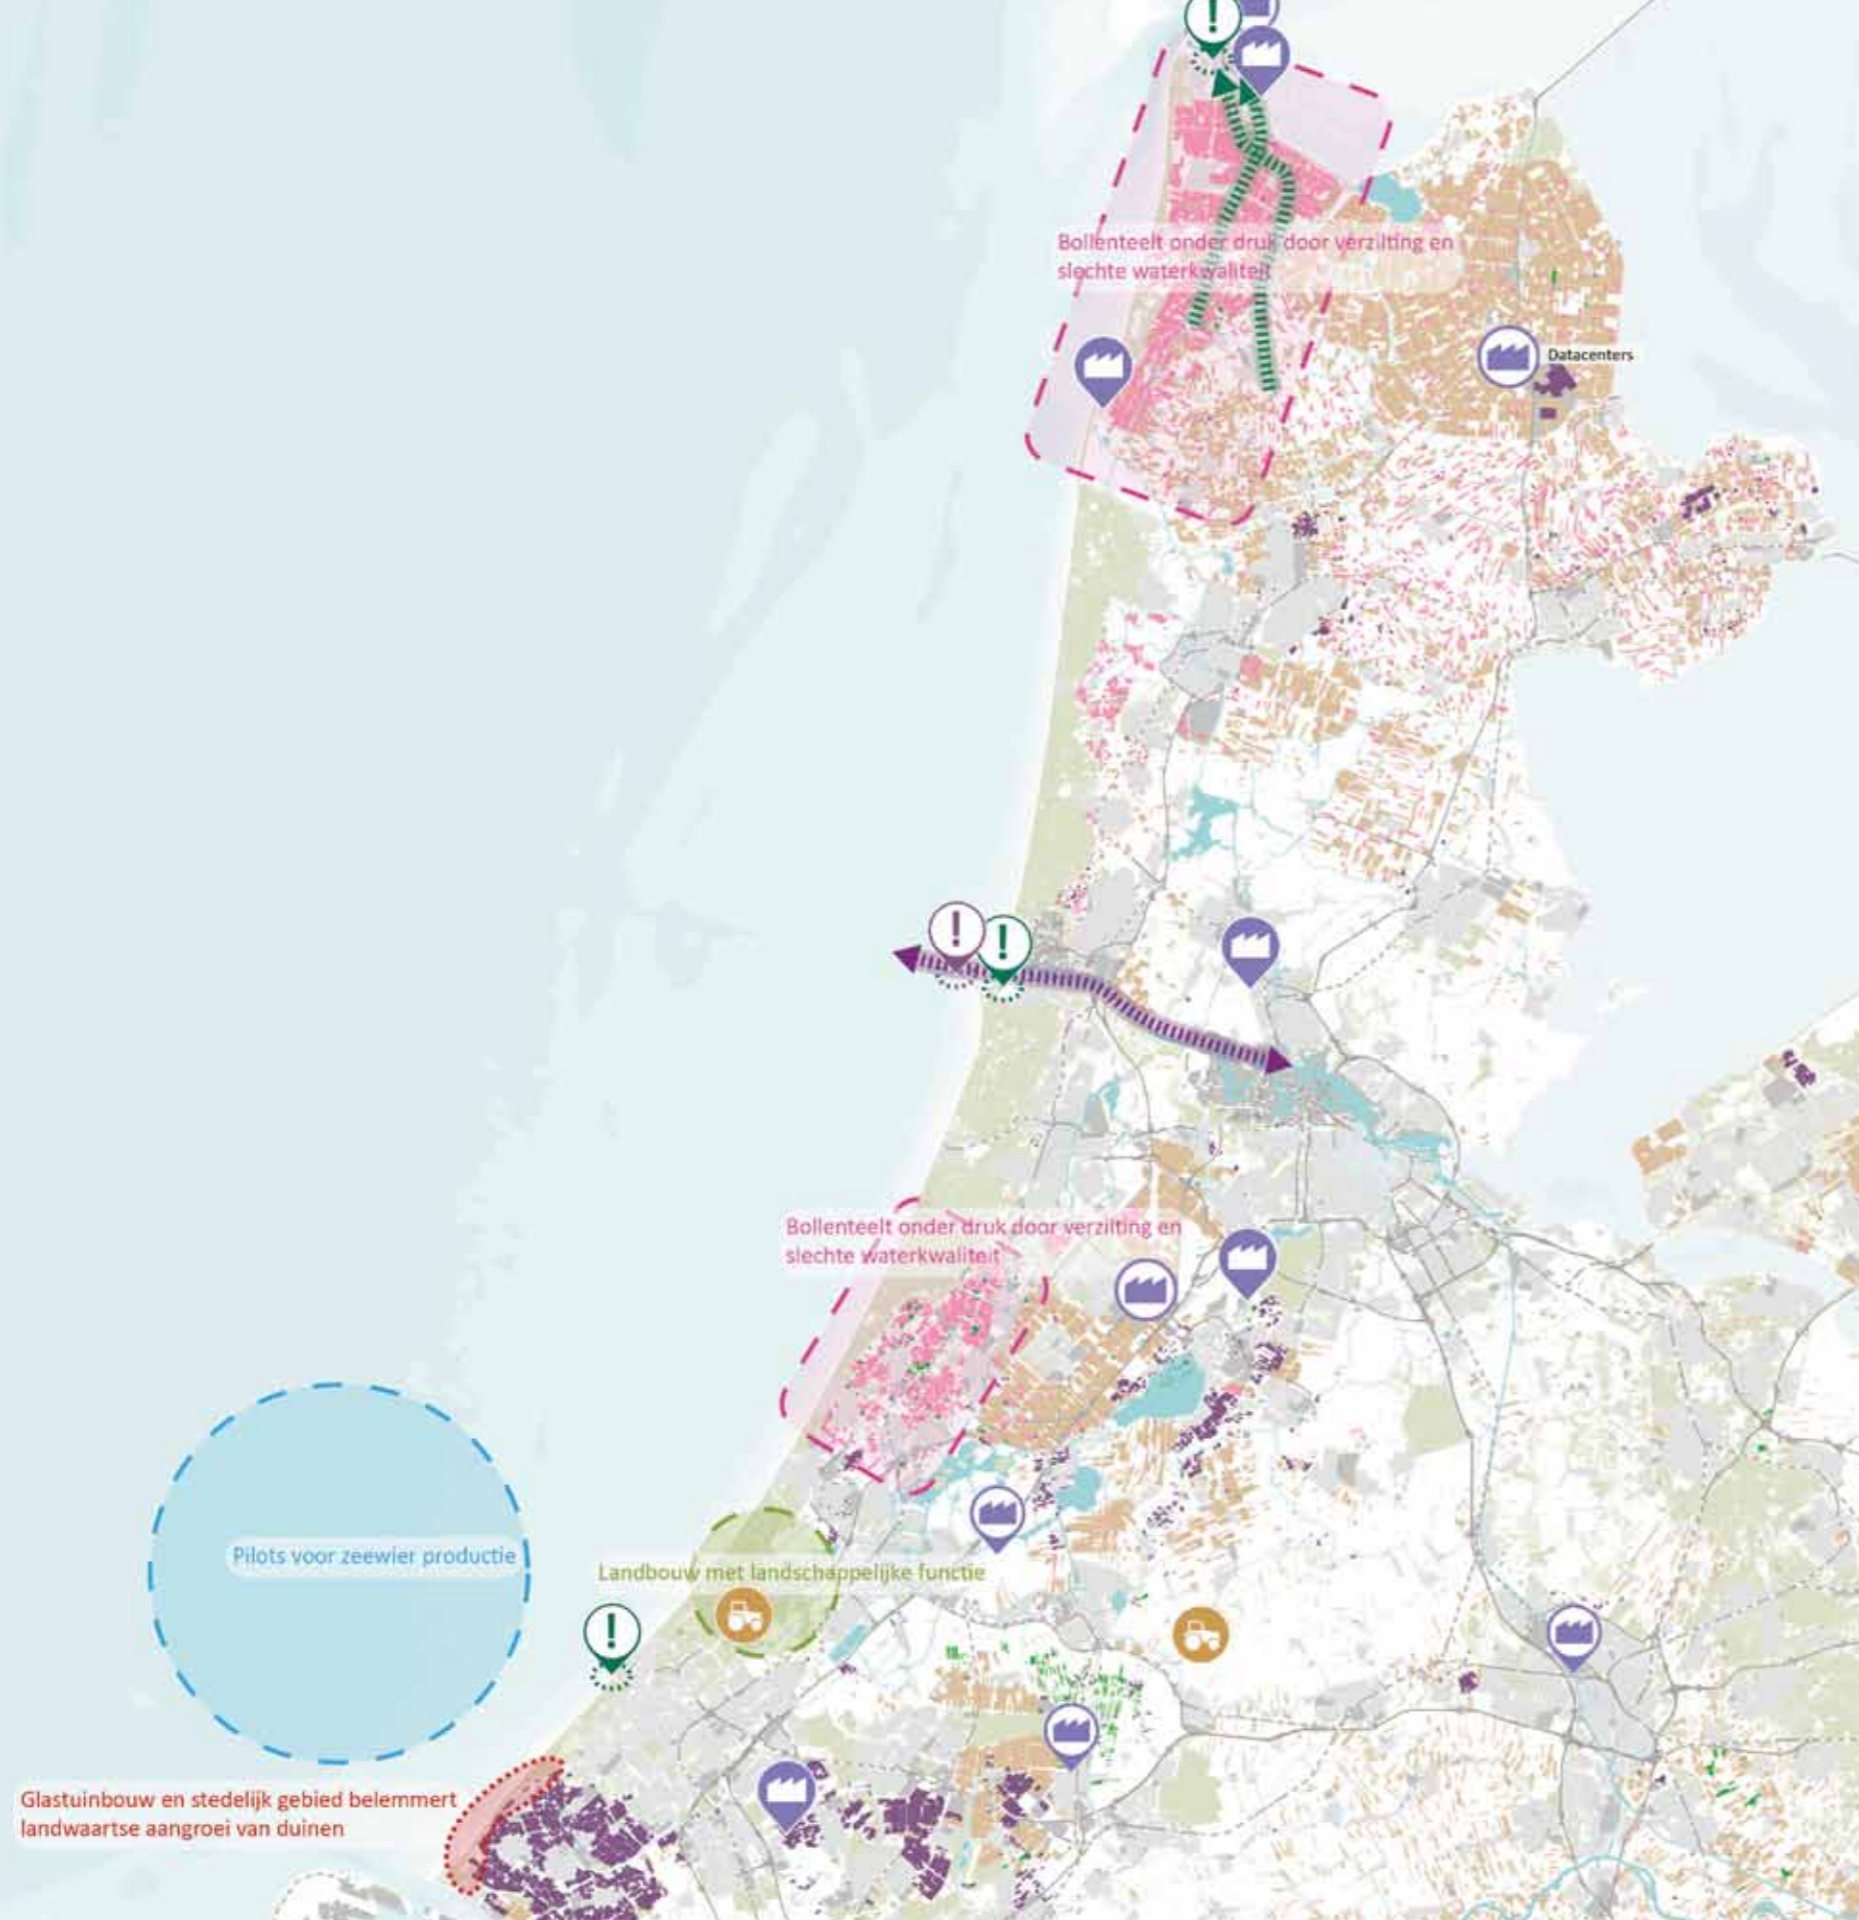 Bollenteelt onder druk door verzilting en
slechte waterkwaliteit
Datacenters
Bollenteelt onder druk door verzilting en
slechte waterkwaliteit
Pilots voor zeewier productie
Landbouw met landschappelijke functie
Glastuinbouw en stedelijk gebied belemmert
landwaartse aangroei van duinen